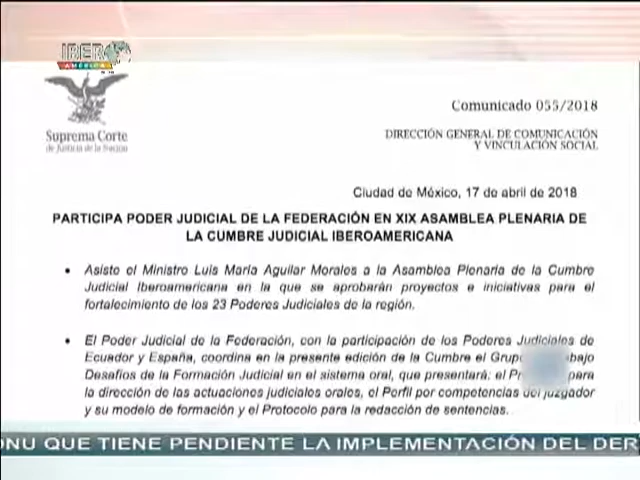 IBER
AMÉRICA
Suprema Corte
de Justicia de la Nación
Comunicado 055/2018
DIRECCIÓN GENERAL DE COMUNICACIÓN
Y VINCULACIÓN SOCIAL
Ciudad de México, 17 de abril de 2018
PARTICIPA PODER JUDICIAL DE LA FEDERACIÓN EN XIX ASAMBLEA PLENARIA DE
LA CUMBRE JUDICIAL IBEROAMERICANA
• Asiste el Ministro Luis María Aguilar Morales a la Asamblea Plenaria de la Cumbre
Judicial Iberoamericana en la que se aprobarán proyectos e iniciativas para el
fortalecimiento de los 23 Poderes Judiciales de la región.
• El Poder Judicial de la Federación, con la participación de los Poderes Judiciales de
Ecuador y España, coordina en la presente edición de la Cumbre el
Desafíos de la Formación Judicial en el sistema oral, que presentará: el para
la dirección de las actuaciones judiciales orales, el Perfil por competencias del juzgador
y su modelo de formación y el Protocolo para la redacción de sentencias.
ONU QUE TIENE PENDIENTE LA IMPLEMENTACIÓN DEL DER